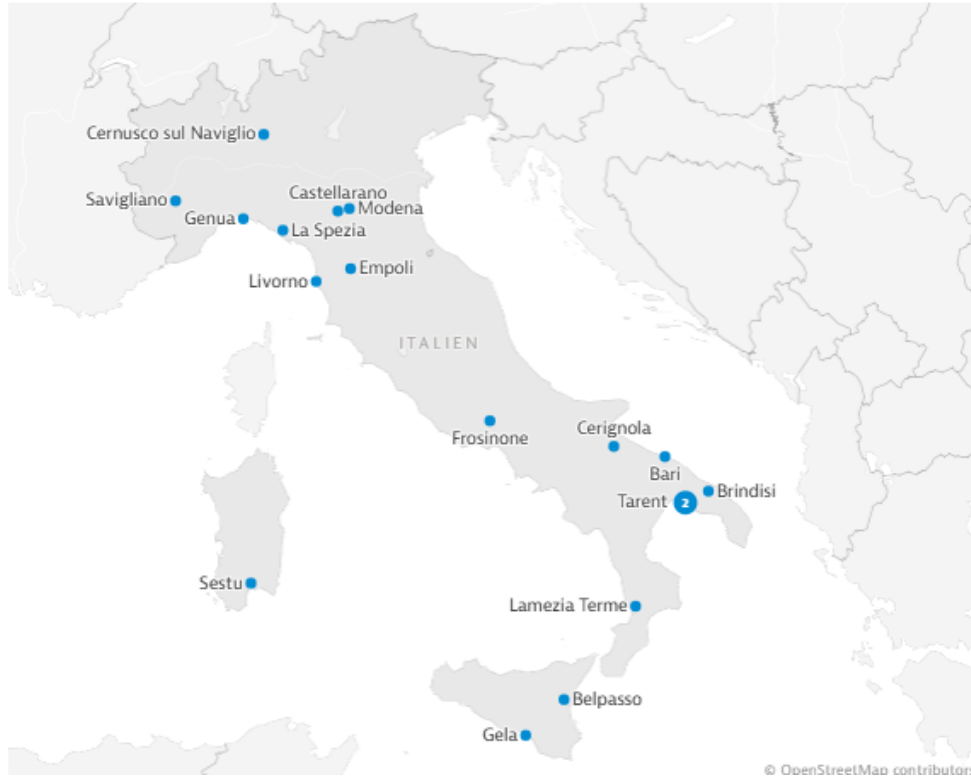 Cernusco sul Naviglio
Savigliano
Castellarano
Modena
Genua
La Spezia
Empoli
Livorno
ITALIEN
Frosinone
Cerignola
Bari
Brindisi
Tarent
2
Sestu
Lamezia Terme
Belpasso
Gela
© OpenStreetMap contributors